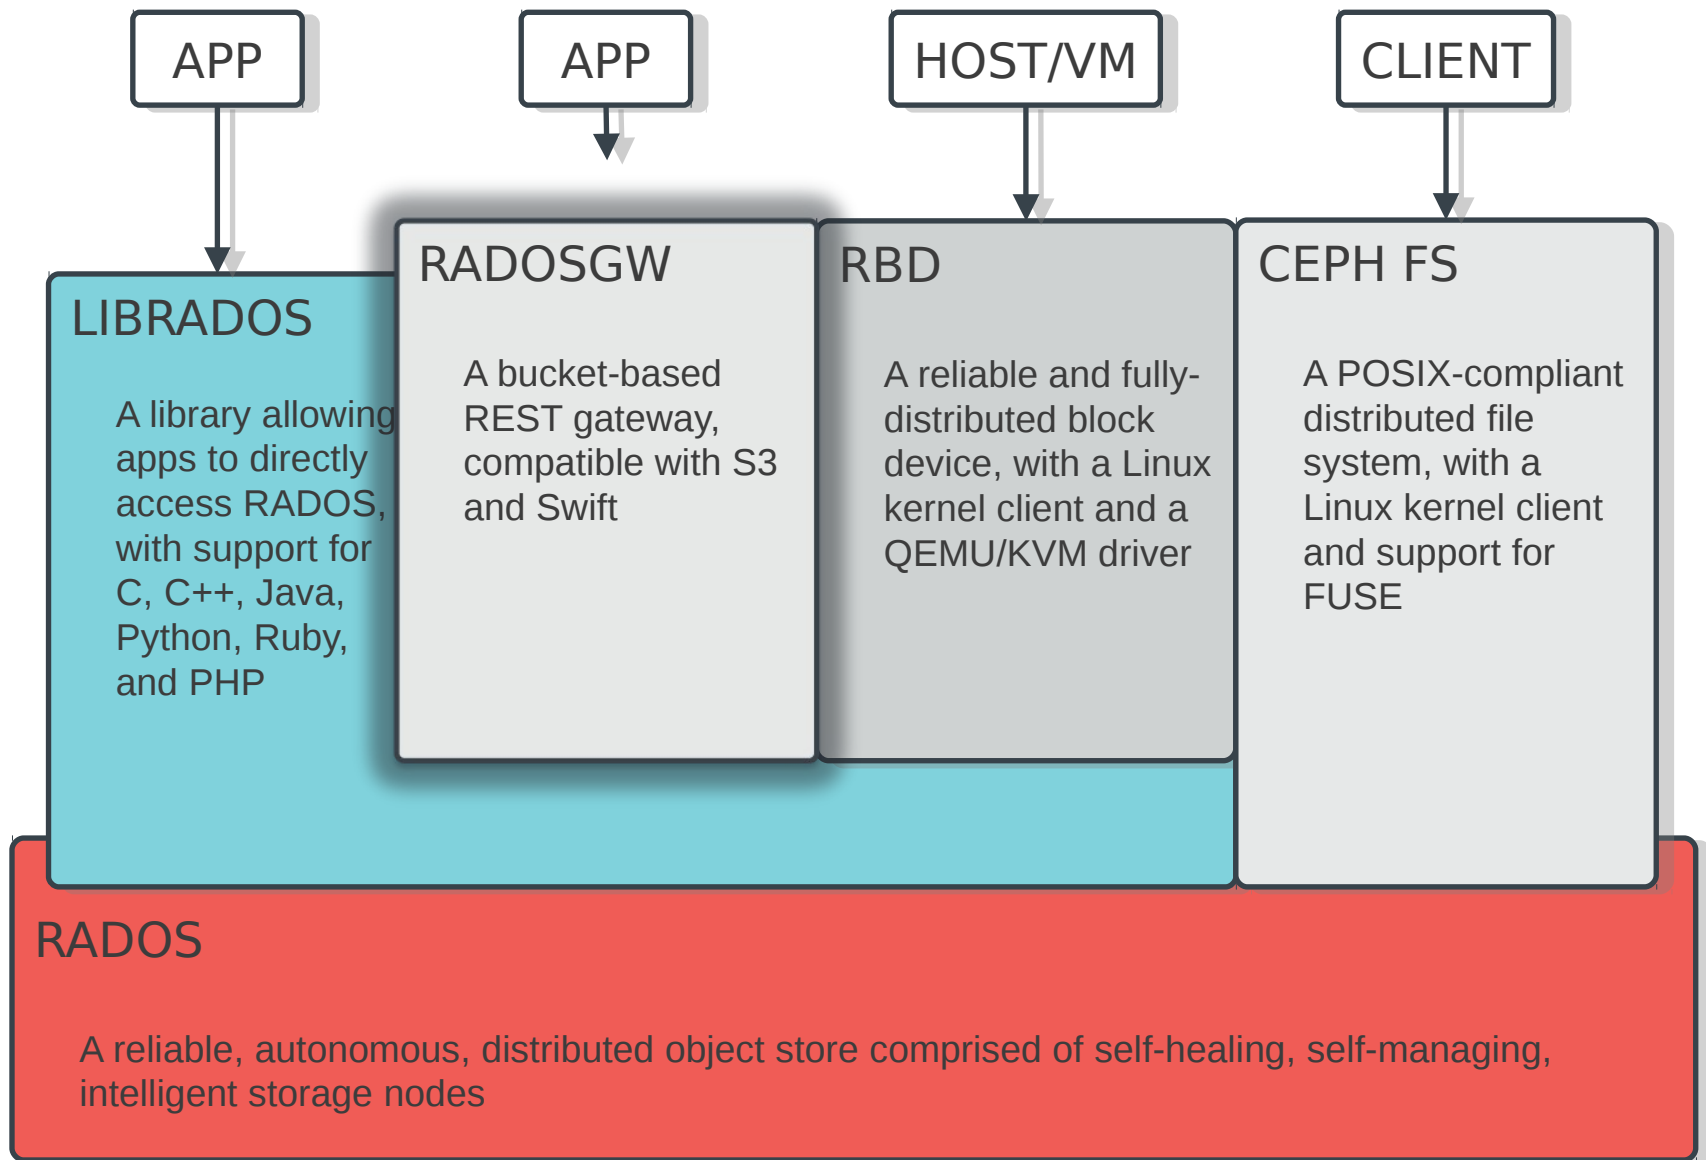 APP
APP
HOST/VM
CLIENT
LIBRADOS
A library allowing
apps to directly
access RADOS,
with support for
C, C++, Java,
Python, Ruby,
and PHP
RADOSGW
A bucket-based
REST gateway,
compatible with S3
and Swift
RBD
A reliable and fully-
distributed block
device, with a Linux
kernel client and a
QEMU/KVM driver
CEPH FS
A POSIX-compliant
distributed file
system, with a
Linux kernel client
and support for
FUSE
RADOS
A reliable, autonomous, distributed object store comprised of self-healing, self-managing,
intelligent storage nodes